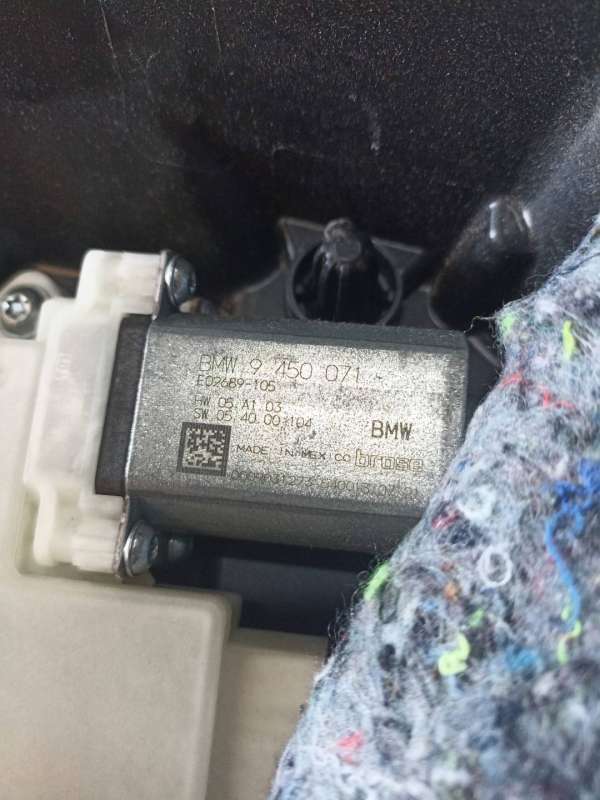 BMW 9 450 071
E02689-105
HW 05 A1 03
SW 05.40.00-104
BMW
MADE IN MEXICO brose